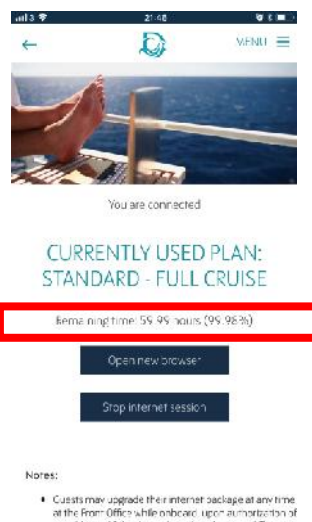 3
21:48
MENU
You are connected
CURRENTLY USED PLAN:
STANDARD - FULL CRUISE
Remaining time: 59.99 hours (99.98%)
Open new browser
Stop internet session
Notes:
• Guests may upgrade their internet package at any time
at the Front Office while onboard, upon authorization of